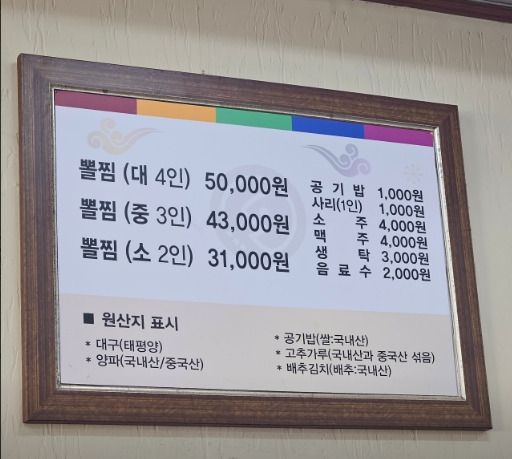 뽈찜 (대 4인) 50,000원
뽈찜 (중 3인) 43,000원
뽈찜 (소 2인) 31,000원
공 기 밥 1,000원
사리(1인) 1,000원
소 주 4,000원
맥 주 4,000원
생 탁 3,000원
음 료 수 2,000원
■ 원산지 표시
* 대구(태평양)
* 양파(국내산/중국산)
* 공기밥(쌀:국내산)
* 고추가루(국내산과 중국산 섞음)
* 배추김치(배추:국내산)